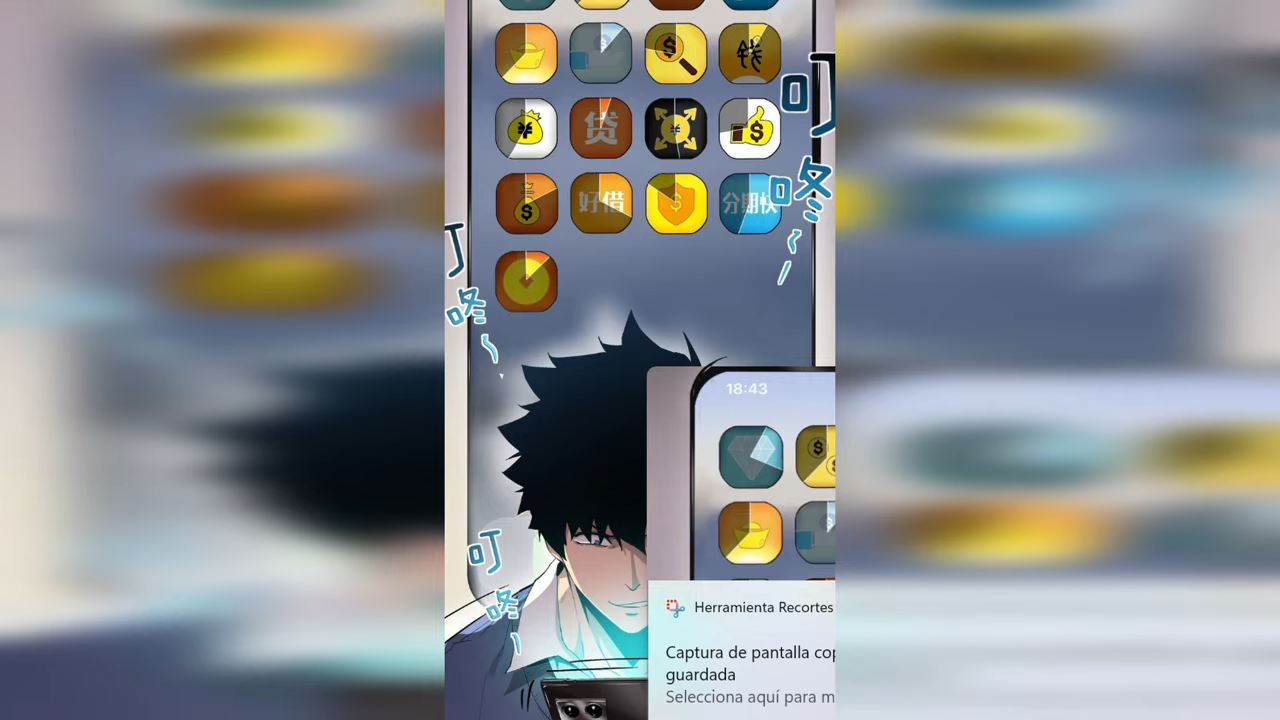 $
¥
贷
¥
$
$
好借
$
分期快
叮
咚
叮
咚
叮
咚
18:43
$
Herramienta Recortes
Captura de pantalla cop
guardada
Selecciona aquí para m